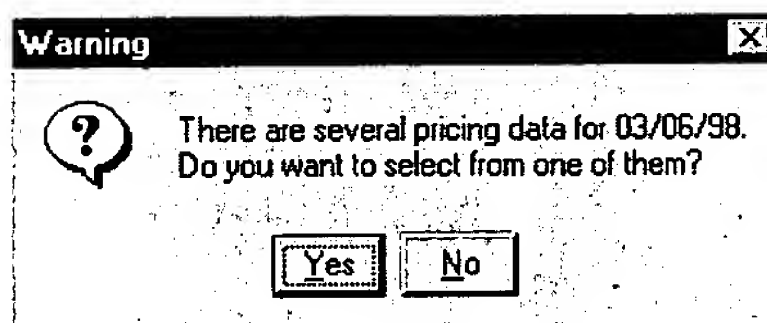 Warning
There are several pricing data for 03/06/98.
Do you want to select from one of them?
Yes No